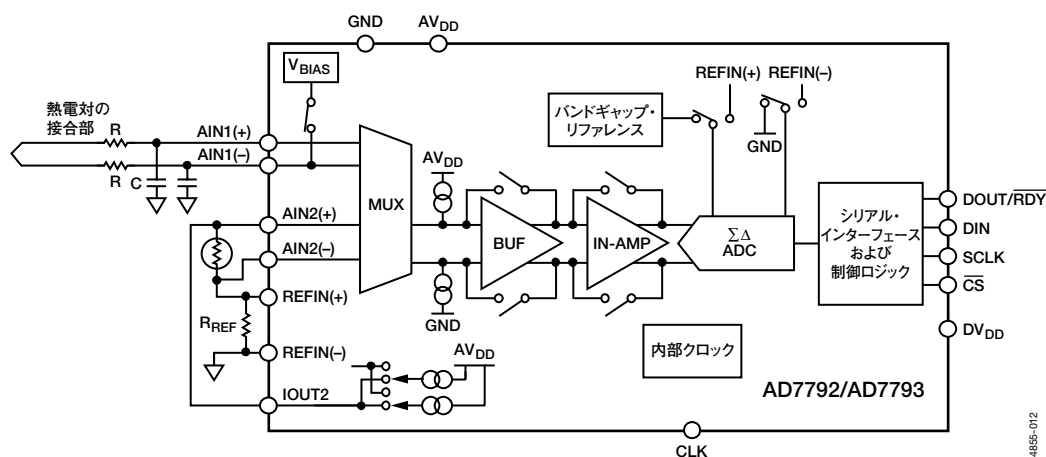 GND
AVDD
VBIAS
熱電対の
接合部
R
AIN1(+)
AIN1(–)
R
C
MUX
AVDD
GND
BUF
IN-AMP
バンドギャップ・
リファレンス
REFIN(+)
REFIN(–)
GND
ΣΔ
ADC
シリアル・
インターフェース
および
制御ロジック
DOUT/RDY
DIN
SCLK
CS
DVDD
AIN2(+)
AIN2(–)
REFIN(+)
RREF
REFIN(–)
IOUT2
AVDD
内部クロック
AD7792/AD7793
CLK
4855-012